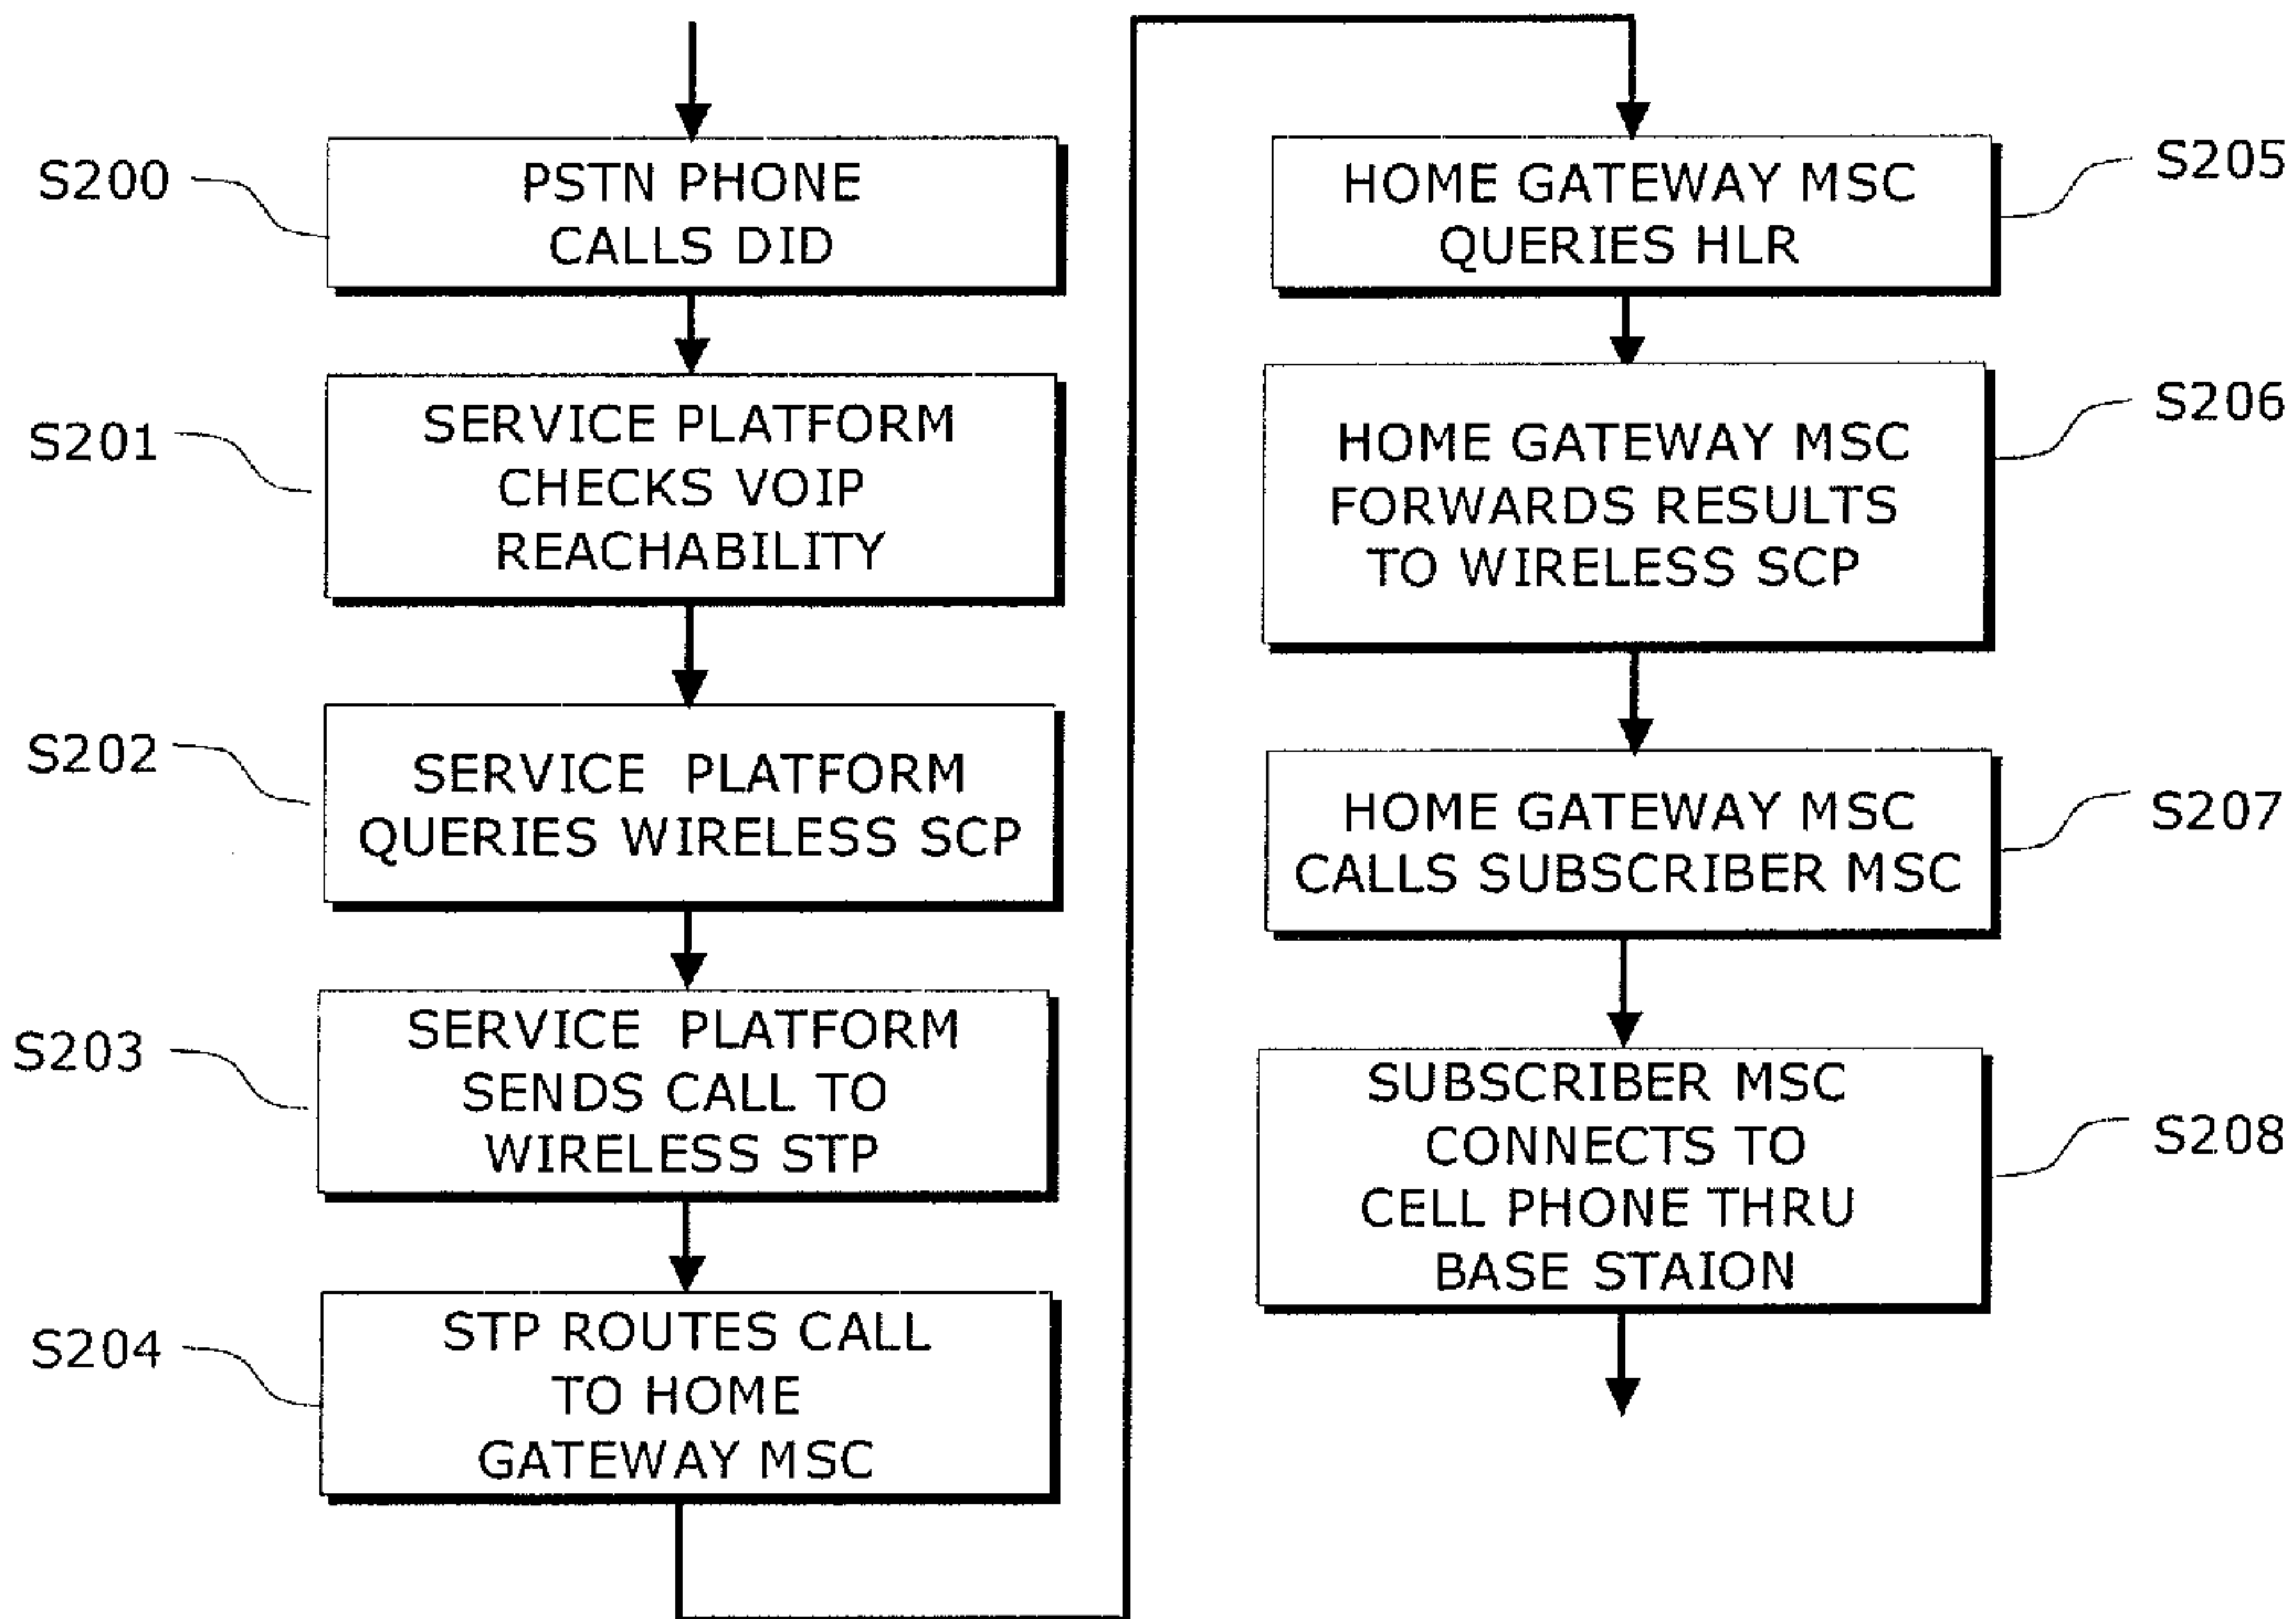 S200
PSTN PHONE
CALLS DID
S201
SERVICE PLATFORM
CHECKS VOIP
REACHABILITY
S202
SERVICE PLATFORM
QUERIES WIRELESS SCP
S203
SERVICE PLATFORM
SENDS CALL TO
WIRELESS STP
S204
STP ROUTES CALL
TO HOME
GATEWAY MSC
S205
HOME GATEWAY MSC
QUERIES HLR
S206
HOME GATEWAY MSC
FORWARDS RESULTS
TO WIRELESS SCP
S207
HOME GATEWAY MSC
CALLS SUBSCRIBER MSC
S208
SUBSCRIBER MSC
CONNECTS TO
CELL PHONE THRU
BASE STAION